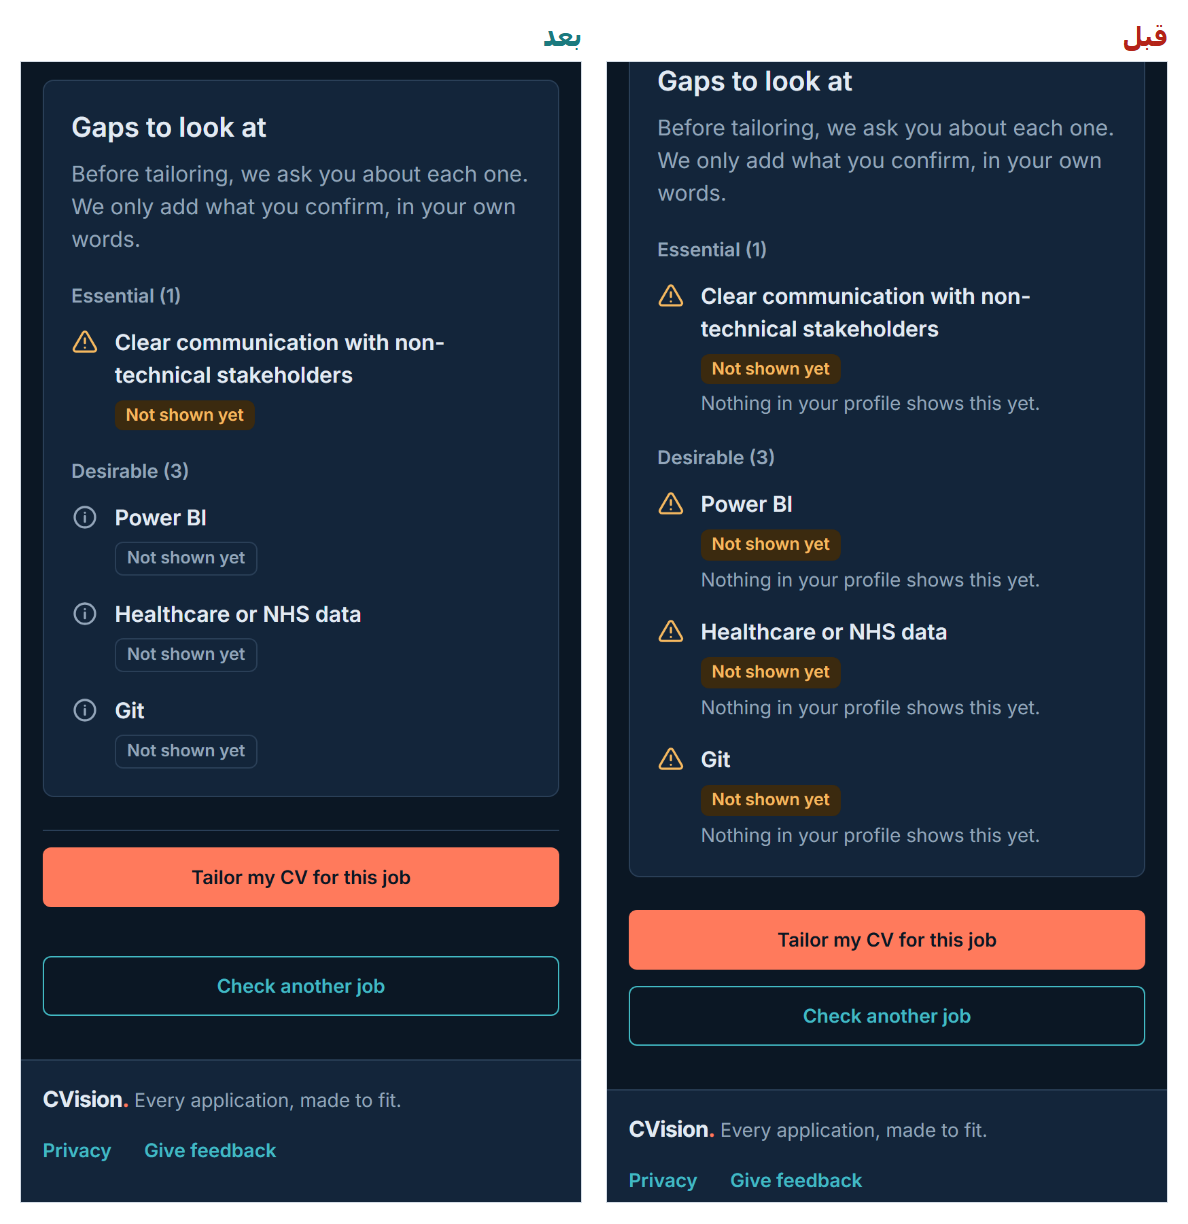 قبل
Gaps to look at
Before tailoring, we ask you about each one.
We only add what you confirm, in your own
words.
Essential (1)
Clear communication with non-
technical stakeholders
Not shown yet
Nothing in your profile shows this yet.
Desirable (3)
Power BI
Not shown yet
Nothing in your profile shows this yet.
Healthcare or NHS data
Not shown yet
Nothing in your profile shows this yet.
Git
Not shown yet
Nothing in your profile shows this yet.
Tailor my CV for this job
Check another job
CVision. Every application, made to fit.
Privacy Give feedback
بعد
Gaps to look at
Before tailoring, we ask you about each one.
We only add what you confirm, in your own
words.
Essential (1)
Clear communication with non-
technical stakeholders
Not shown yet
Desirable (3)
Power BI
Not shown yet
Healthcare or NHS data
Not shown yet
Git
Not shown yet
Tailor my CV for this job
Check another job
CVision. Every application, made to fit.
Privacy Give feedback